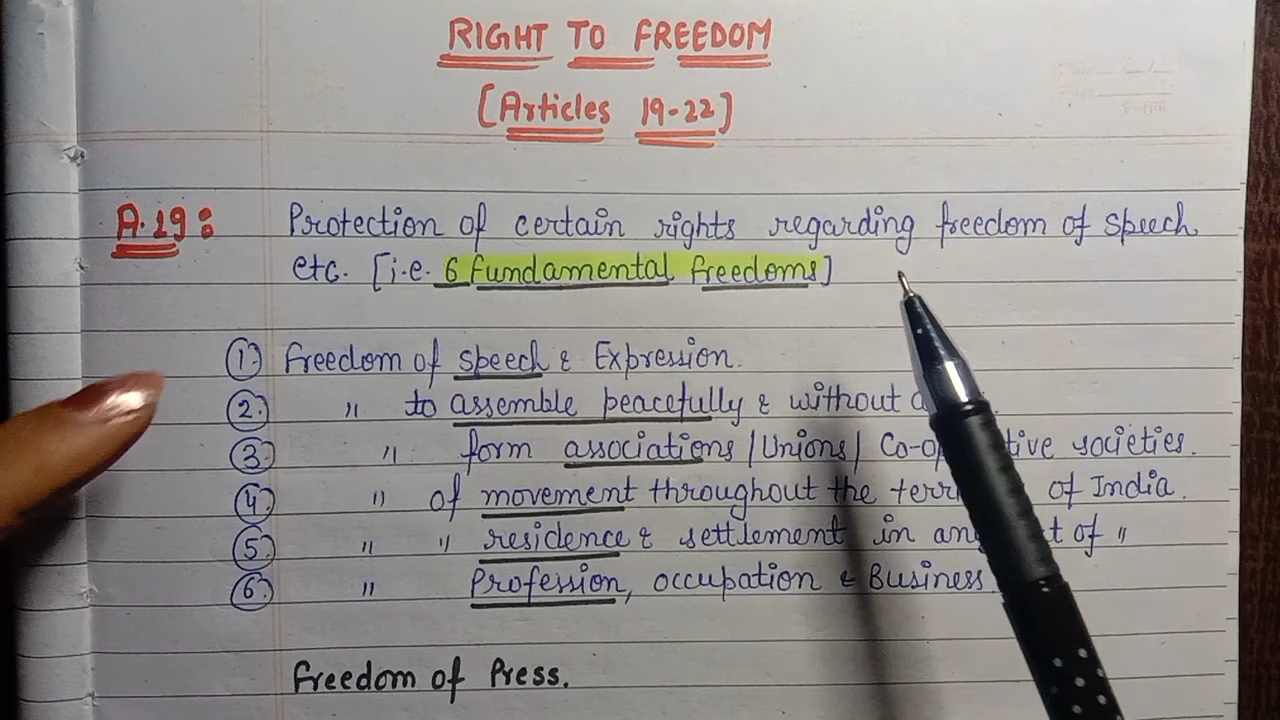 RIGHT TO FREEDOM
[Articles 19-22]
A.19: Protection of certain rights regarding freedom of speech
etc. [i.e. 6 fundamental freedoms]
1. freedom of speech & Expression.
2. " to assemble peacefully & without
3. " form associations / Unions / Co-op tive societies.
4. " of movement throughout the terr of India.
5. " " residence & settlement in an t of "
6. " Profession, occupation & Business.
freedom of Press.